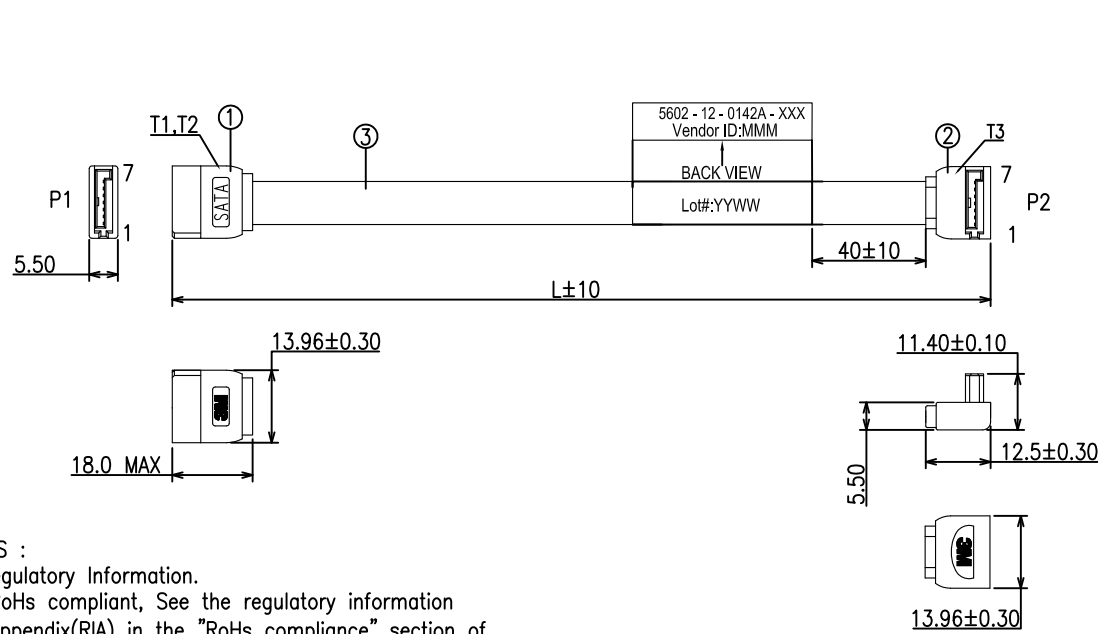 5602 - 12 - 0142A - XXX
Vendor ID:MMM
BACK VIEW
Lot#:YYWW
T1,T2
1
3
2
T3
SATA
P1
7
1
7
1
P2
5.50
40±10
L±10
13.96±0.30
3M
18.0 MAX
11.40±0.10
5.50
12.5±0.30
3M
13.96±0.30
S :
gulatory Information.
oHs compliant, See the regulatory information
ppendix(RIA) in the "RoHs compliance" section of